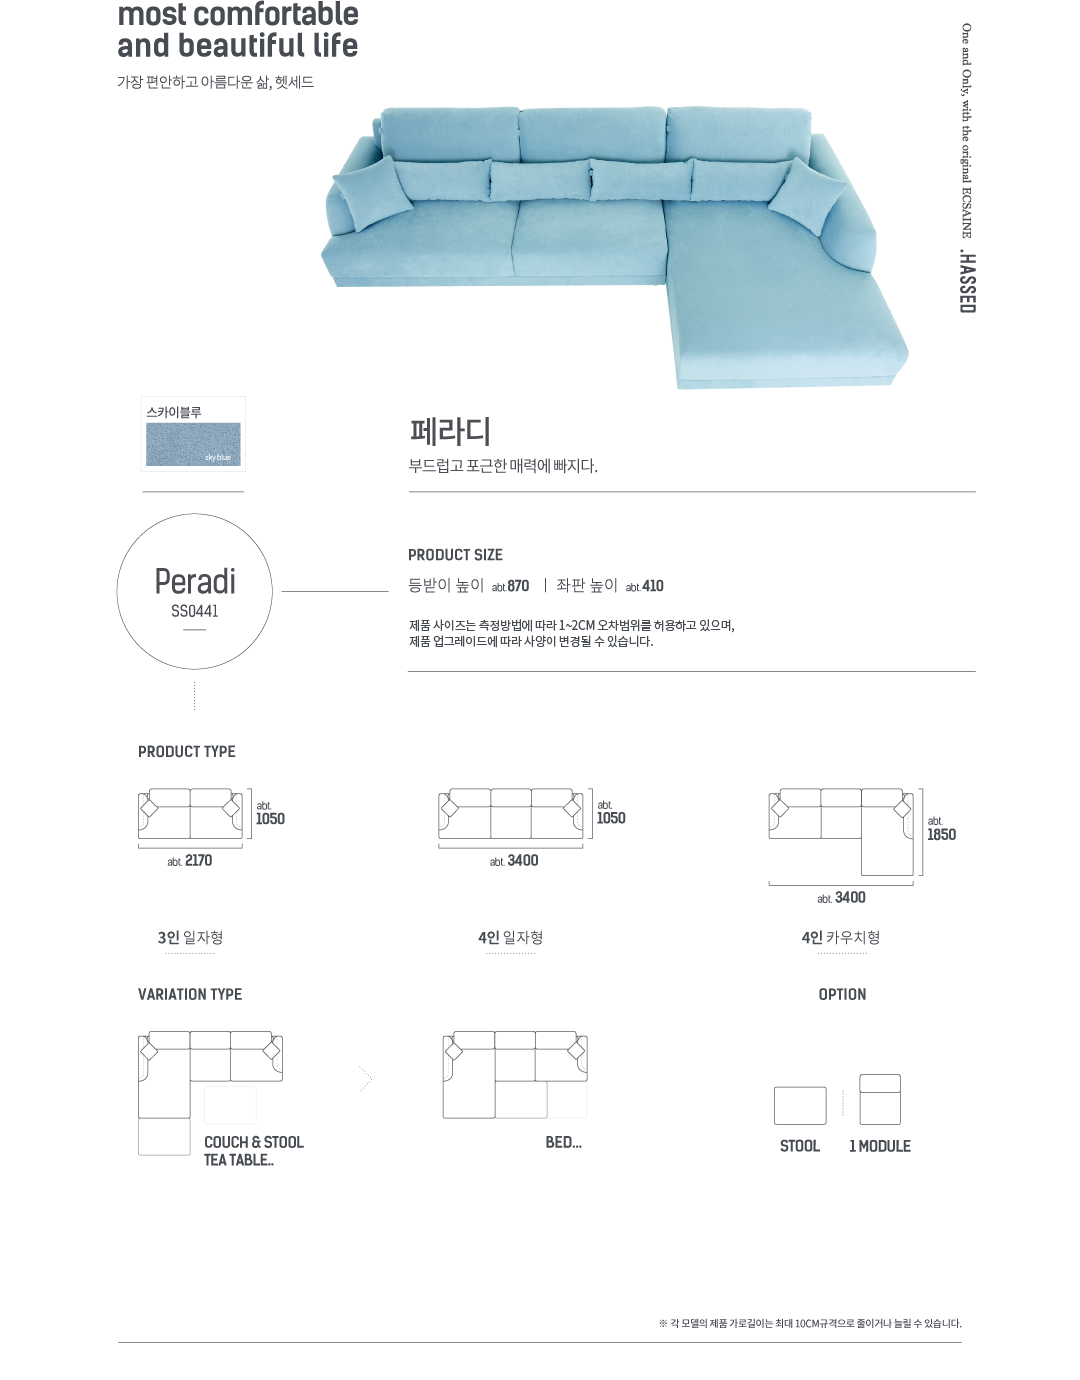 most comfortable
and beautiful life
가장 편안하고 아름다운 삶, 헷세드
One and Only, with the original ECSAINE
.HASSED
스카이블루
sky blue
페라디
부드럽고 포근한 매력에 빠지다.
Peradi
SS0441
PRODUCT SIZE
등받이 높이 abt.870 | 좌판 높이 abt.410
제품 사이즈는 측정방법에 따라 1~2CM 오차범위를 허용하고 있으며,
제품 업그레이드에 따라 사양이 변경될 수 있습니다.
PRODUCT TYPE
abt.
1050
abt. 2170
3인 일자형
abt.
1050
abt. 3400
4인 일자형
abt.
1850
abt. 3400
4인 카우치형
VARIATION TYPE
COUCH & STOOL
TEA TABLE..
BED...
OPTION
STOOL
1 MODULE
※ 각 모델의 제품 가로길이는 최대 10CM규격으로 줄이거나 늘릴 수 있습니다.